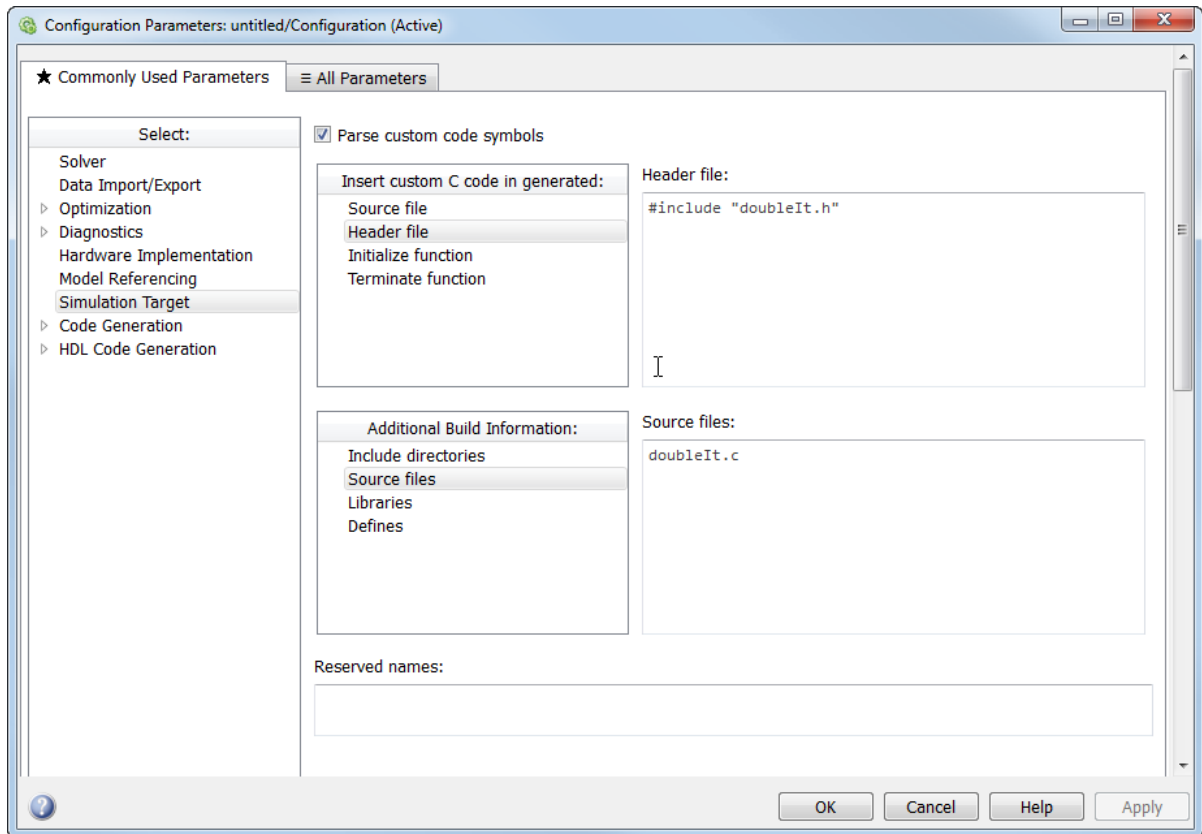 Configuration Parameters: untitled/Configuration (Active)
★ Commonly Used Parameters
≡ All Parameters
Select:
Solver
Data Import/Export
Optimization
Diagnostics
Hardware Implementation
Model Referencing
Simulation Target
Code Generation
HDL Code Generation
Parse custom code symbols
Insert custom C code in generated:
Source file
Header file
Initialize function
Terminate function
Header file:
#include "doubleIt.h"
Additional Build Information:
Include directories
Source files
Libraries
Defines
Source files:
doubleIt.c
Reserved names:
?
OK
Cancel
Help
Apply